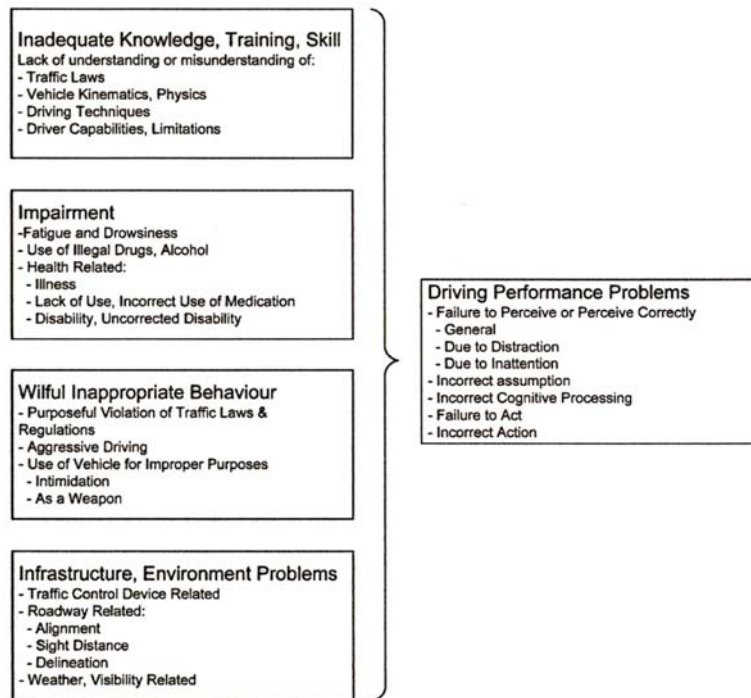 Inadequate Knowledge, Training, Skill
Lack of understanding or misunderstanding of:
- Traffic Laws
- Vehicle Kinematics, Physics
- Driving Techniques
- Driver Capabilities, Limitations
Impairment
-Fatigue and Drowsiness
- Use of Illegal Drugs, Alcohol
- Health Related:
- Illness
- Lack of Use, Incorrect Use of Medication
- Disability, Uncorrected Disability
Wilful Inappropriate Behaviour
- Purposeful Violation of Traffic Laws &
Regulations
- Aggressive Driving
- Use of Vehicle for Improper Purposes
- Intimidation
- As a Weapon
Infrastructure, Environment Problems
- Traffic Control Device Related
- Roadway Related:
- Alignment
- Sight Distance
- Delineation
- Weather, Visibility Related
Driving Performance Problems
- Failure to Perceive or Perceive Correctly
- General
- Due to Distraction
- Due to Inattention
- Incorrect assumption
- Incorrect Cognitive Processing
- Failure to Act
- Incorrect Action